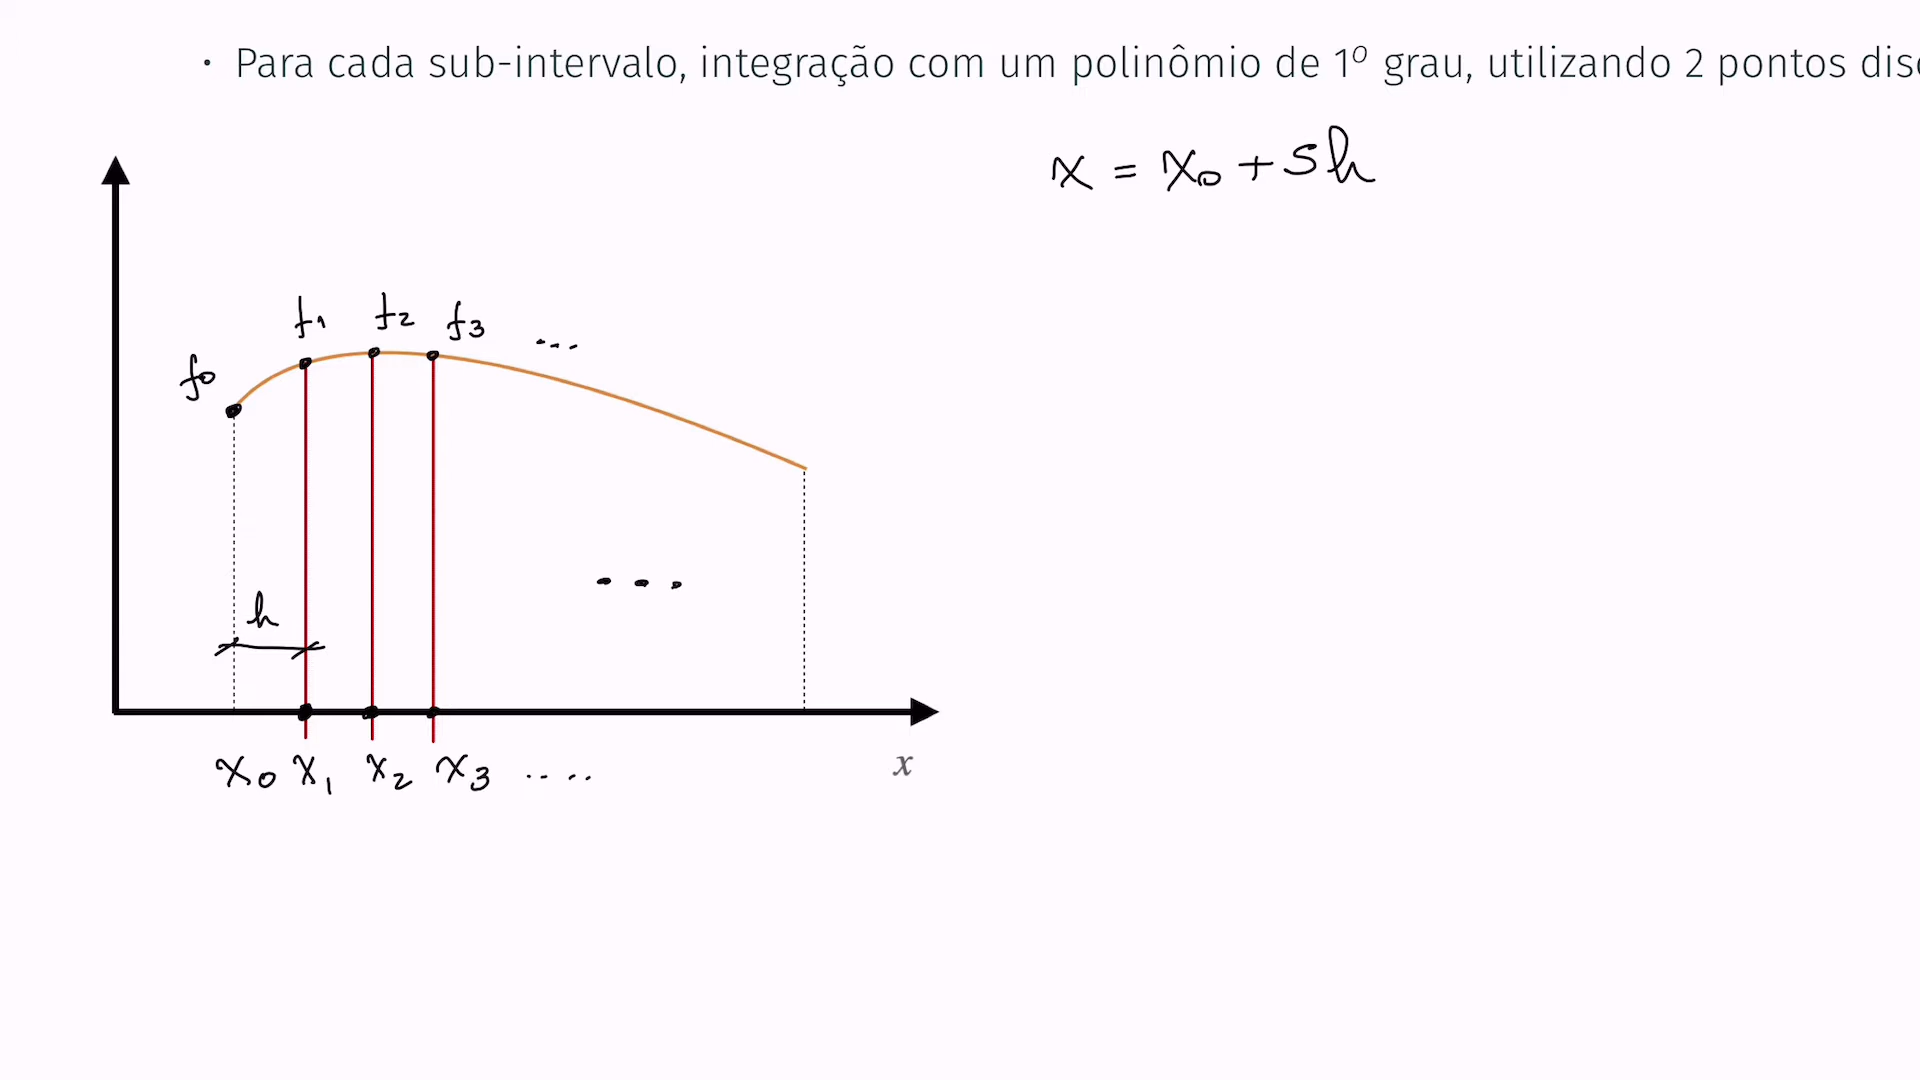 • Para cada sub-intervalo, integração com um polinômio de 1º grau, utilizando 2 pontos
x = x₀ + sh
f₀ f₁ f₂ f₃ ...
...
h
x₀ x₁ x₂ x₃ .... x